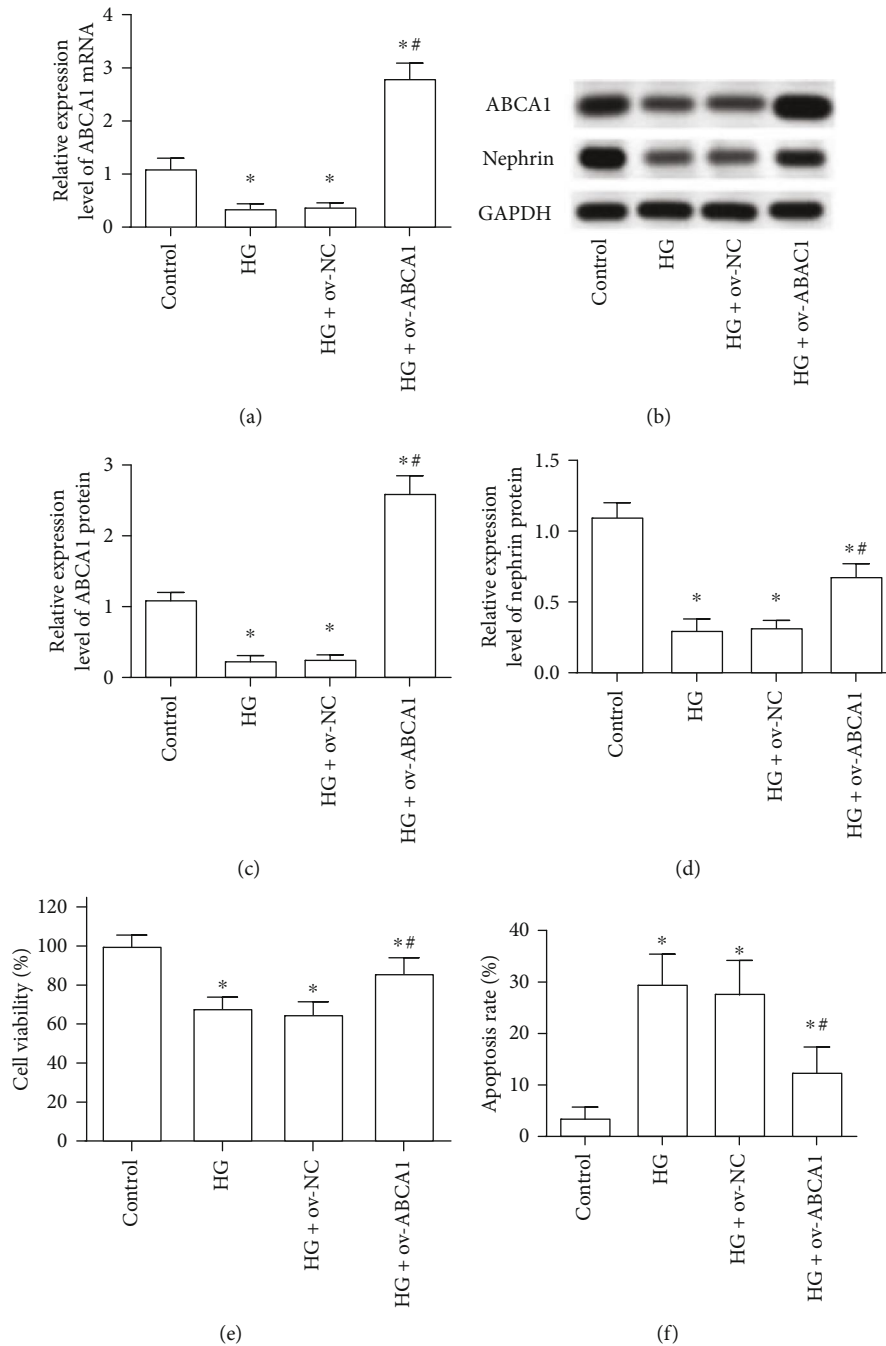 Relative expression
level of ABCA1 mRNA
4
3
2
1
0
*
*
*#
Control
HG
HG + ov-NC
HG + ov-ABCA1
(a)
ABCA1
Nephrin
GAPDH
Control
HG
HG + ov-NC
HG + ov-ABAC1
(b)
Relative expression
level of ABCA1 protein
3
2
1
0
*
*
*#
Control
HG
HG + ov-NC
HG + ov-ABCA1
(c)
Relative expression
level of nephrin protein
1.5
1.0
0.5
0.0
*
*
*#
Control
HG
HG + ov-NC
HG + ov-ABCA1
(d)
Cell viability (%)
120
100
80
60
40
20
0
*
*
*#
Control
HG
HG + ov-NC
HG + ov-ABCA1
(e)
Apoptosis rate (%)
40
30
20
10
0
*
*
*#
Control
HG
HG + ov-NC
HG + ov-ABCA1
(f)